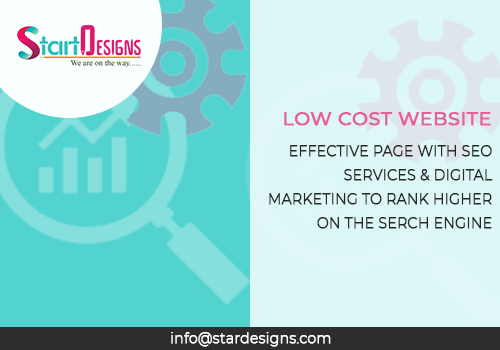 StartDesigns
We are on the way......
LOW COST WEBSITE
EFFECTIVE PAGE WITH SEO
SERVICES & DIGITAL
MARKETING TO RANK HIGHER
ON THE SERCH ENGINE
info@stardesigns.com